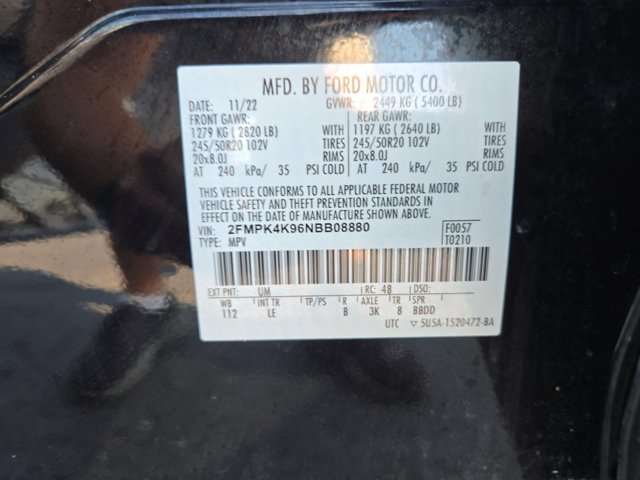 MFD. BY FORD MOTOR CO.
DATE: 11/22 GVWR: 2449 KG ( 5400 LB)
FRONT GAWR: REAR GAWR:
1279 KG ( 2820 LB) WITH 1197 KG ( 2640 LB) WITH
245/50R20 102V TIRES 245/50R20 102V TIRES
20x8.0J RIMS 20x8.0J RIMS
AT 240 kPa/ 35 PSI COLD AT 240 kPa/ 35 PSI COLD
THIS VEHICLE CONFORMS TO ALL APPLICABLE FEDERAL MOTOR
VEHICLE SAFETY AND THEFT PREVENTION STANDARDS IN
EFFECT ON THE DATE OF MANUFACTURE SHOWN ABOVE.
VIN: 2FMPK4K96NBB08880 F0057
TYPE: MPV T0210
EXT PNT: UM RC: 48 DSO:
WB INT TR TP/PS R AXLE TR SPR
112 LE B 3K 8 BBDD
UTC ▽ 5U5A-1520472-BA